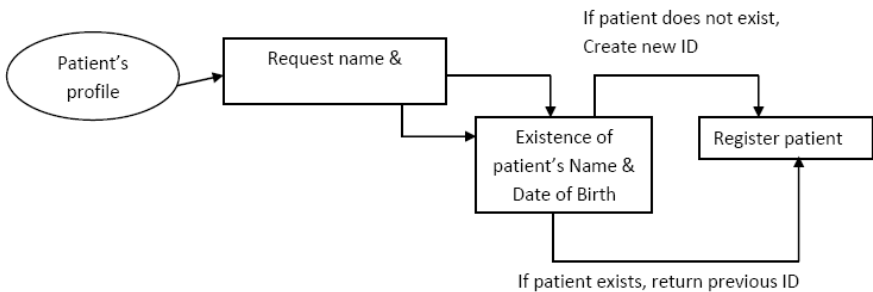 Patient's
profile
Request name &
If patient does not exist,
Create new ID
Existence of
patient's Name &
Date of Birth
Register patient
If patient exists, return previous ID